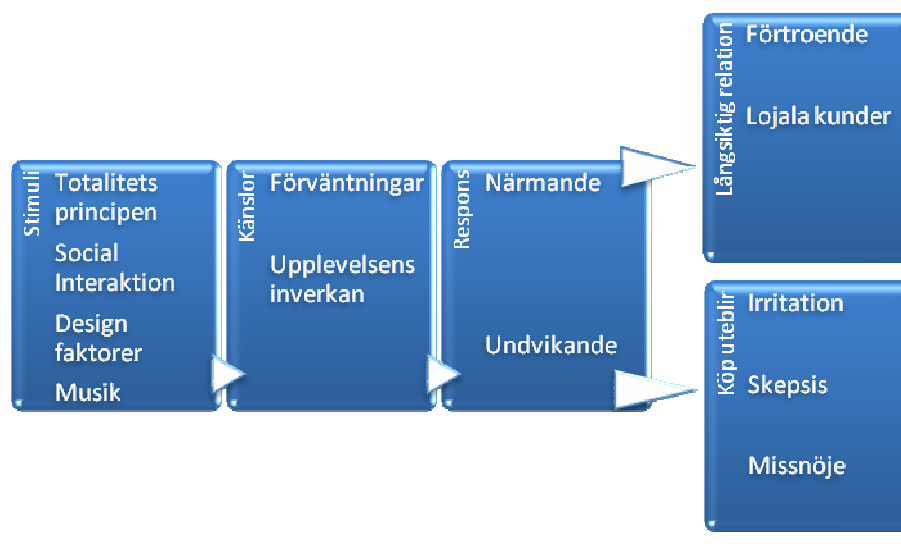 Stimuli
Totalitets
principen
Social
Interaktion
Design
faktorer
Musik
Känslor
Förväntningar
Upplevelsens
inverkan
Respons
Närmande
Undvikande
Långsiktig relation
Förtroende
Lojala kunder
Köp uteblir
Irritation
Skepsis
Missnöje